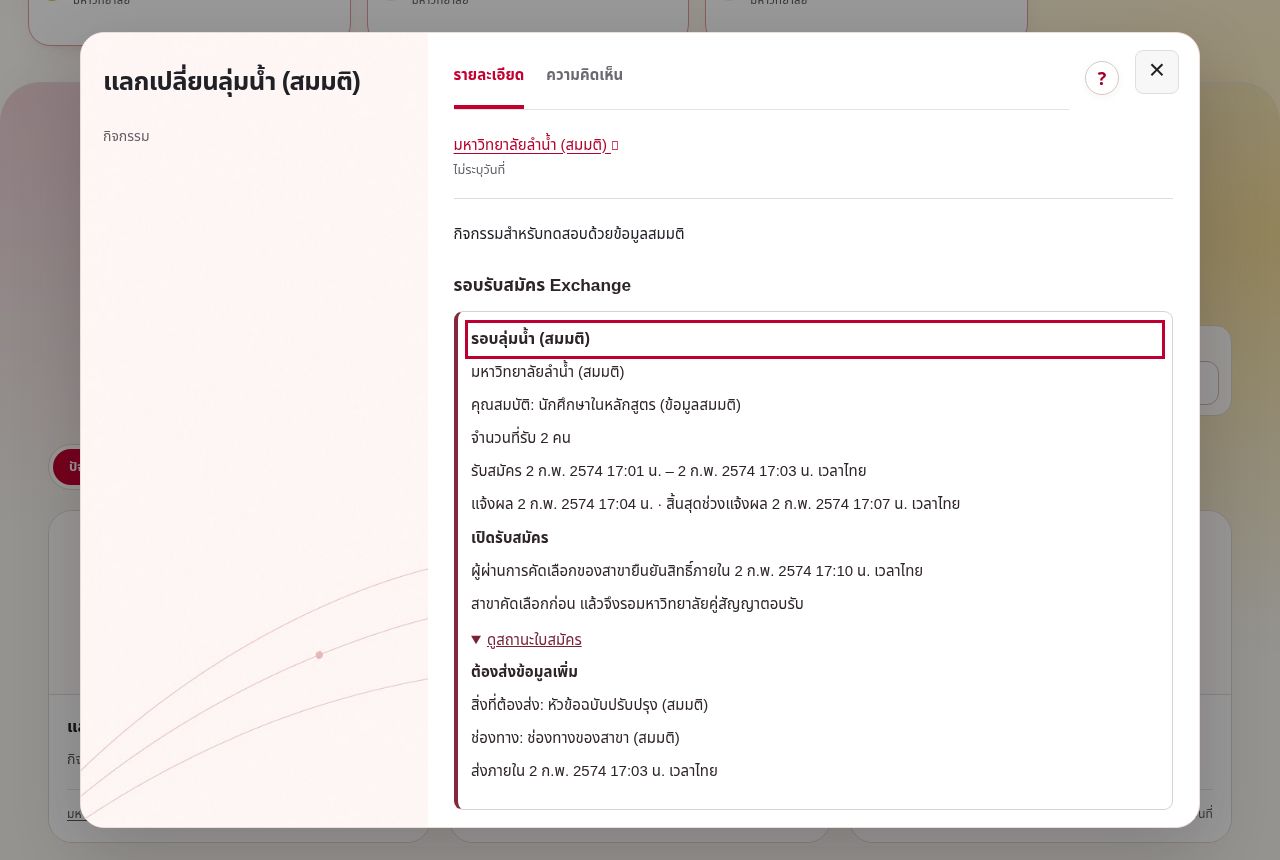 แลกเปลี่ยนลุ่มน้ำ (สมมติ)
กิจกรรม
รายละเอียด ความคิดเห็น
?
×
มหาวิทยาลัยลำน้ำ (สมมติ)
ไม่ระบุวันที่
กิจกรรมสำหรับทดสอบด้วยข้อมูลสมมติ
รอบรับสมัคร Exchange
รอบลุ่มน้ำ (สมมติ)
มหาวิทยาลัยลำน้ำ (สมมติ)
คุณสมบัติ: นักศึกษาในหลักสูตร (ข้อมูลสมมติ)
จำนวนที่รับ 2 คน
รับสมัคร 2 ก.พ. 2574 17:01 น. – 2 ก.พ. 2574 17:03 น. เวลาไทย
แจ้งผล 2 ก.พ. 2574 17:04 น. · สิ้นสุดช่วงแจ้งผล 2 ก.พ. 2574 17:07 น. เวลาไทย
เปิดรับสมัคร
ผู้ผ่านการคัดเลือกของสาขายืนยันสิทธิ์ภายใน 2 ก.พ. 2574 17:10 น. เวลาไทย
สาขาคัดเลือกก่อน แล้วจึงรอมหาวิทยาลัยคู่สัญญาตอบรับ
▼ ดูสถานะใบสมัคร
ต้องส่งข้อมูลเพิ่ม
สิ่งที่ต้องส่ง: หัวข้อฉบับปรับปรุง (สมมติ)
ช่องทาง: ช่องทางของสาขา (สมมติ)
ส่งภายใน 2 ก.พ. 2574 17:03 น. เวลาไทย